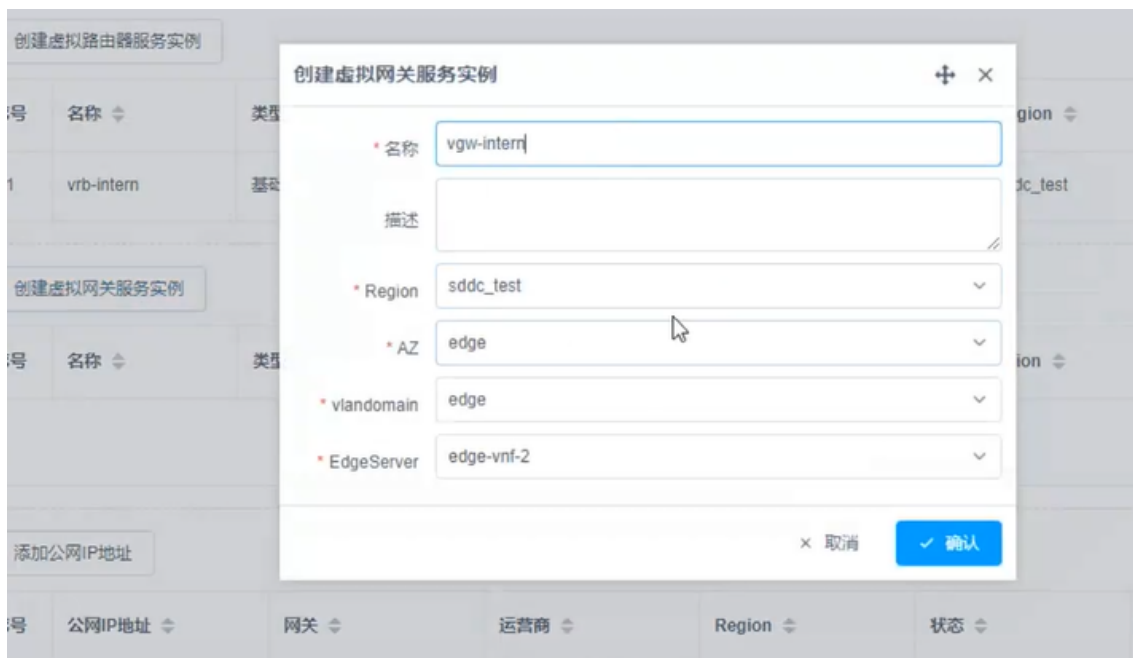 创建虚拟路由器服务实例
创建虚拟网关服务实例
号 名称 类型 gion
* 名称 vgw-intern
1 vrb-intern 基础 dc_test
描述
创建虚拟网关服务实例
* Region sddc_test
* AZ edge
号 名称 类型 ion
* vlandomain edge
* EdgeServer edge-vnf-2
添加公网IP地址
× 取消 ✓ 确认
号 公网IP地址 网关 运营商 Region 状态